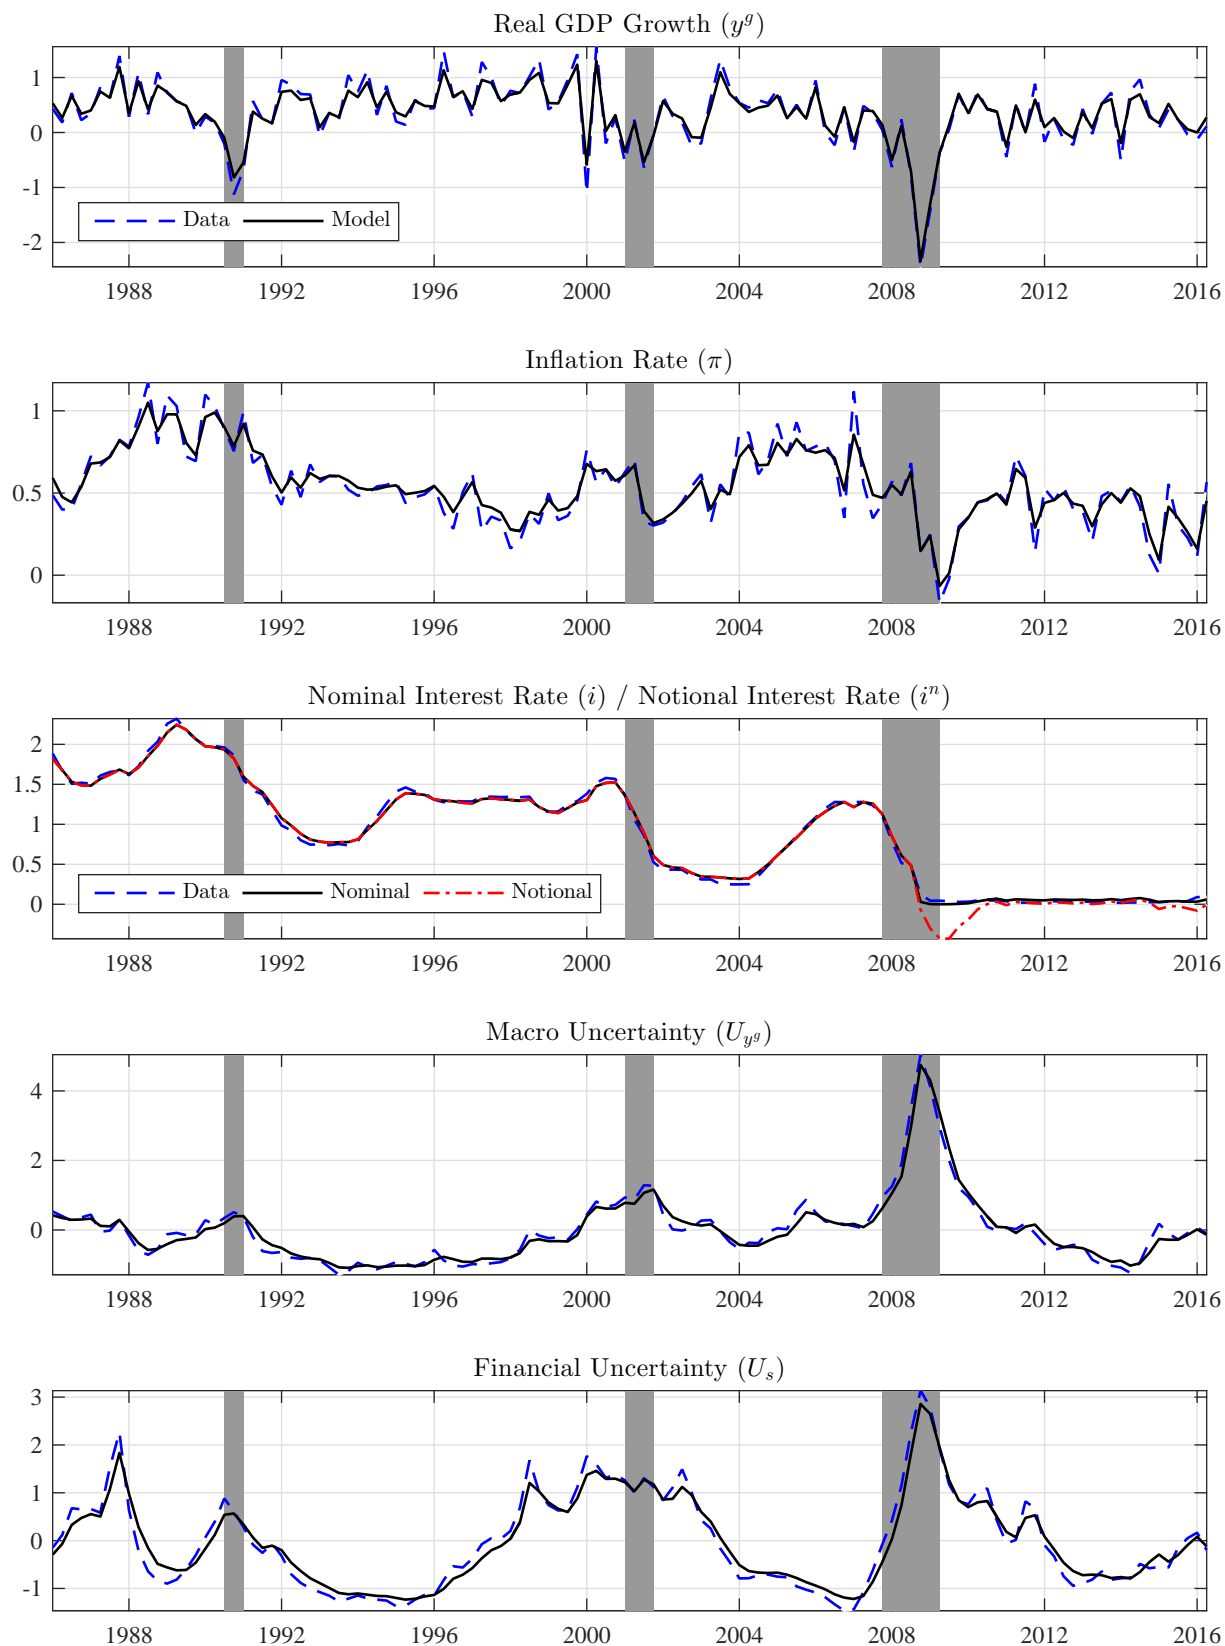 Real GDP Growth (y^g)
1
0
-1
-2
Data Model
1988 1992 1996 2000 2004 2008 2012 2016
Inflation Rate (π)
1
0.5
0
1988 1992 1996 2000 2004 2008 2012 2016
Nominal Interest Rate (i) / Notional Interest Rate (i^n)
2
1.5
1
0.5
0
Data Nominal Notional
1988 1992 1996 2000 2004 2008 2012 2016
Macro Uncertainty (U_{y^g})
4
2
0
1988 1992 1996 2000 2004 2008 2012 2016
Financial Uncertainty (U_s)
3
2
1
0
-1
1988 1992 1996 2000 2004 2008 2012 2016